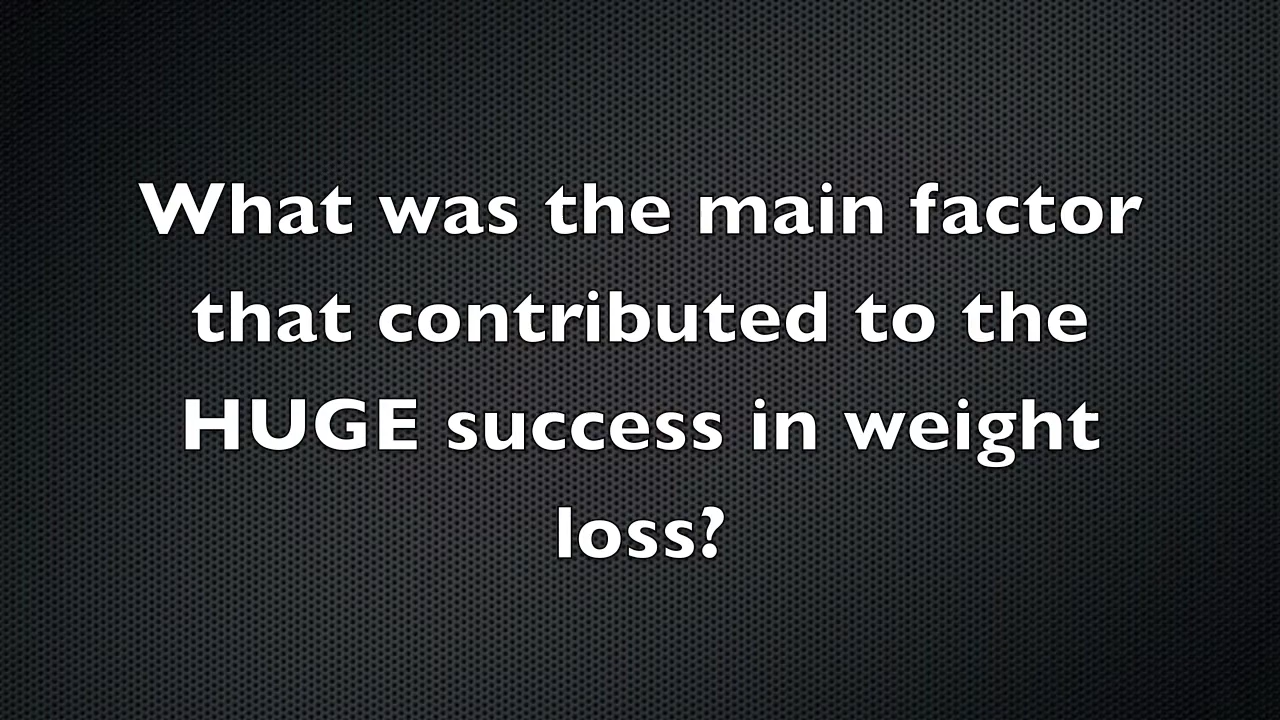 What was the main factor
that contributed to the
HUGE success in weight
loss?